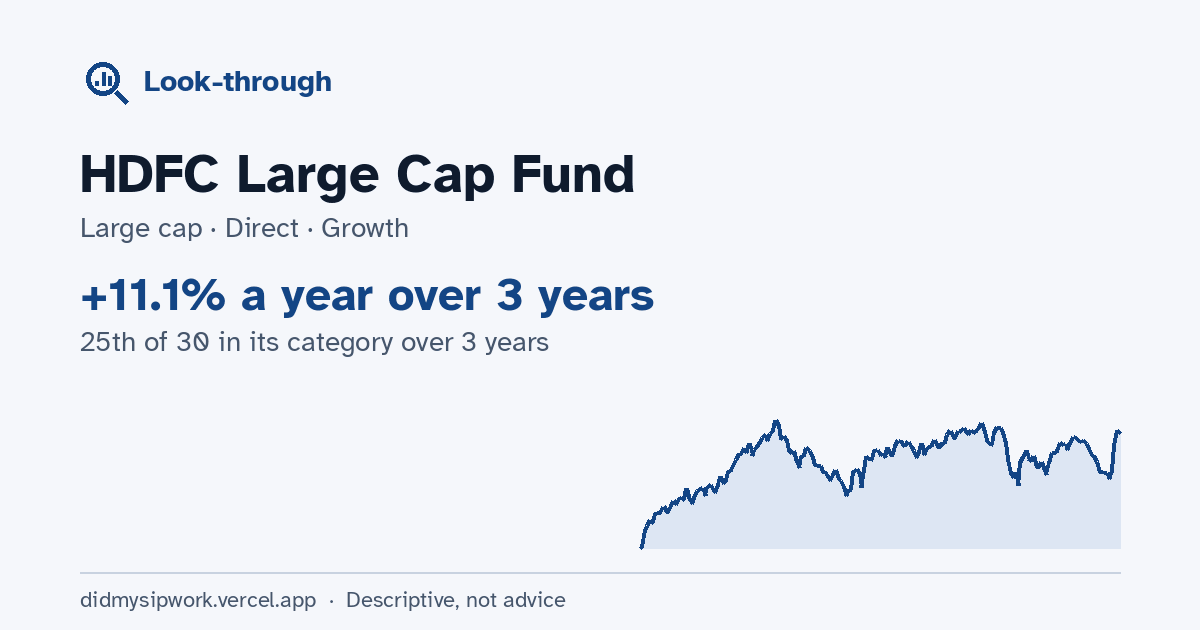 Look-through
HDFC Large Cap Fund
Large cap · Direct · Growth
+11.1% a year over 3 years
25th of 30 in its category over 3 years
didmysipwork.vercel.app · Descriptive, not advice